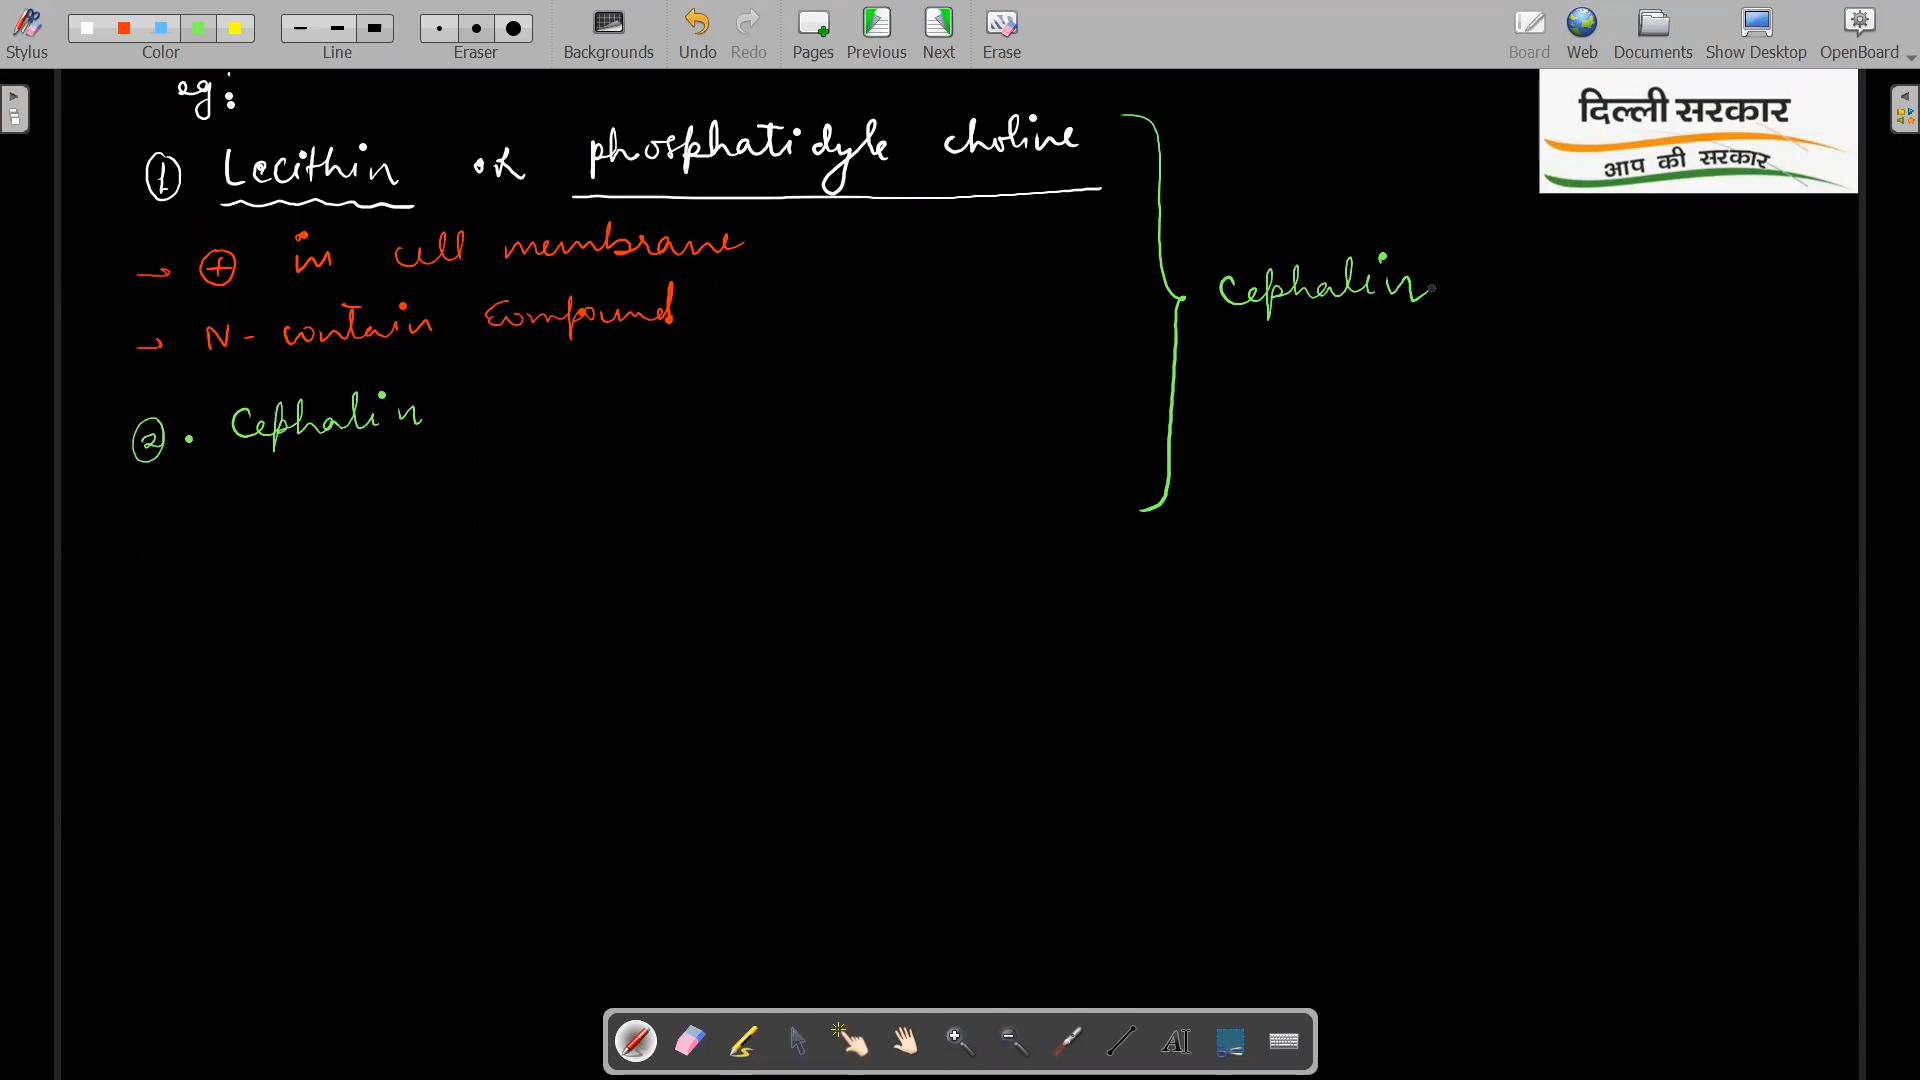 Stylus Color Line Eraser Backgrounds Undo Redo Pages Previous Next Erase Board Web Documents Show Desktop OpenBoard
eg:
दिल्ली सरकार
आप की सरकार
① Lecithin or phosphatidyle choline
→ ⊕ in cell membrane
→ N- contain compound
Cephalin
② • Cephalin